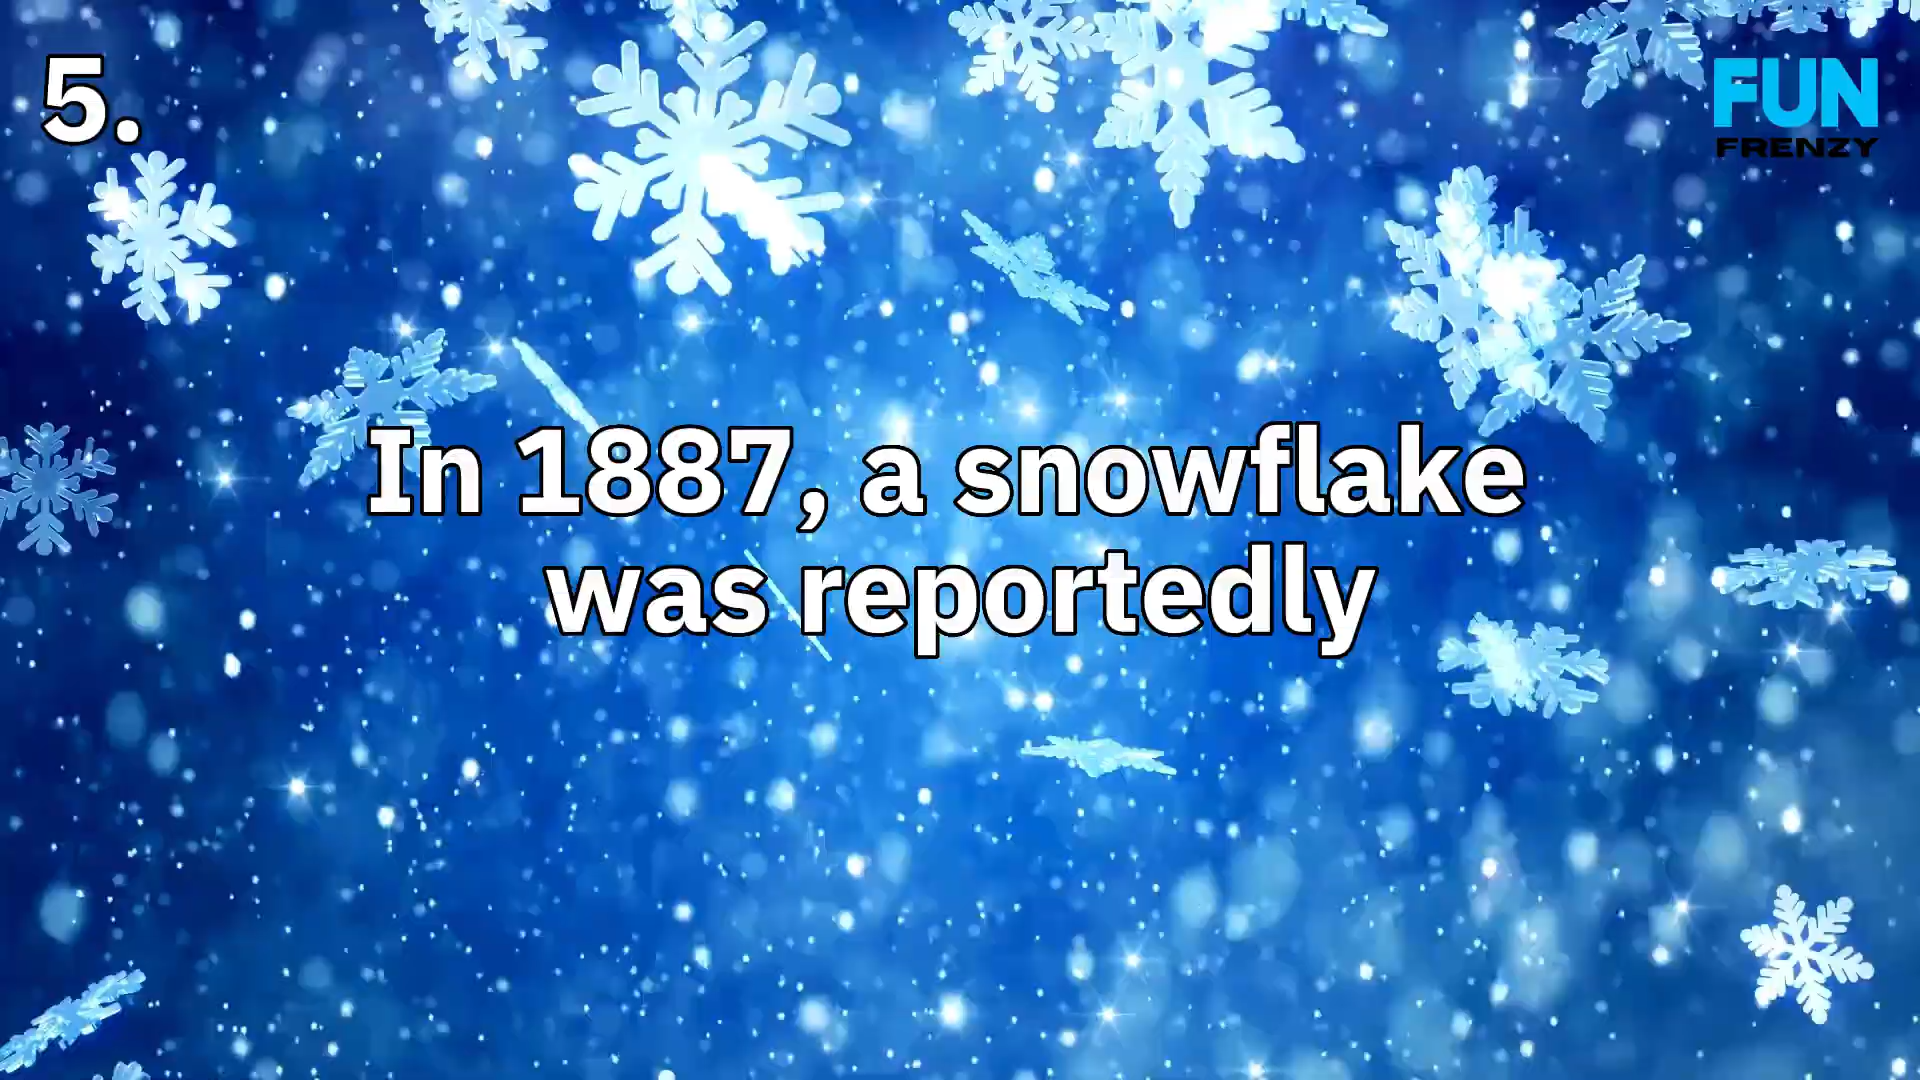 5.
FUN
FRENZY
In 1887, a snowflake
was reportedly